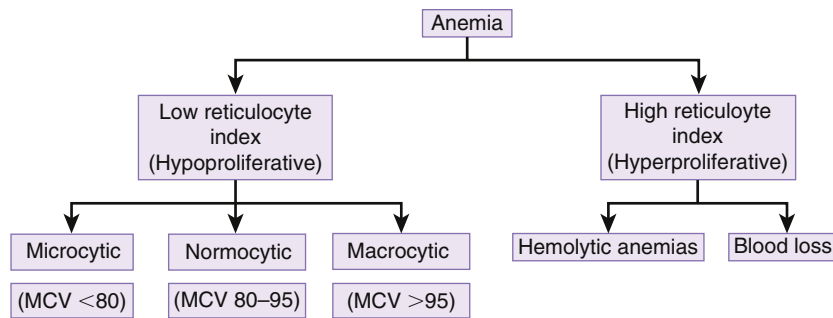 Anemia
Low reticulocyte
index
(Hypoproliferative)
High reticuloyte
index
(Hyperproliferative)
Microcytic
Normocytic
Macrocytic
Hemolytic anemias
Blood loss
(MCV <80)
(MCV 80–95)
(MCV >95)